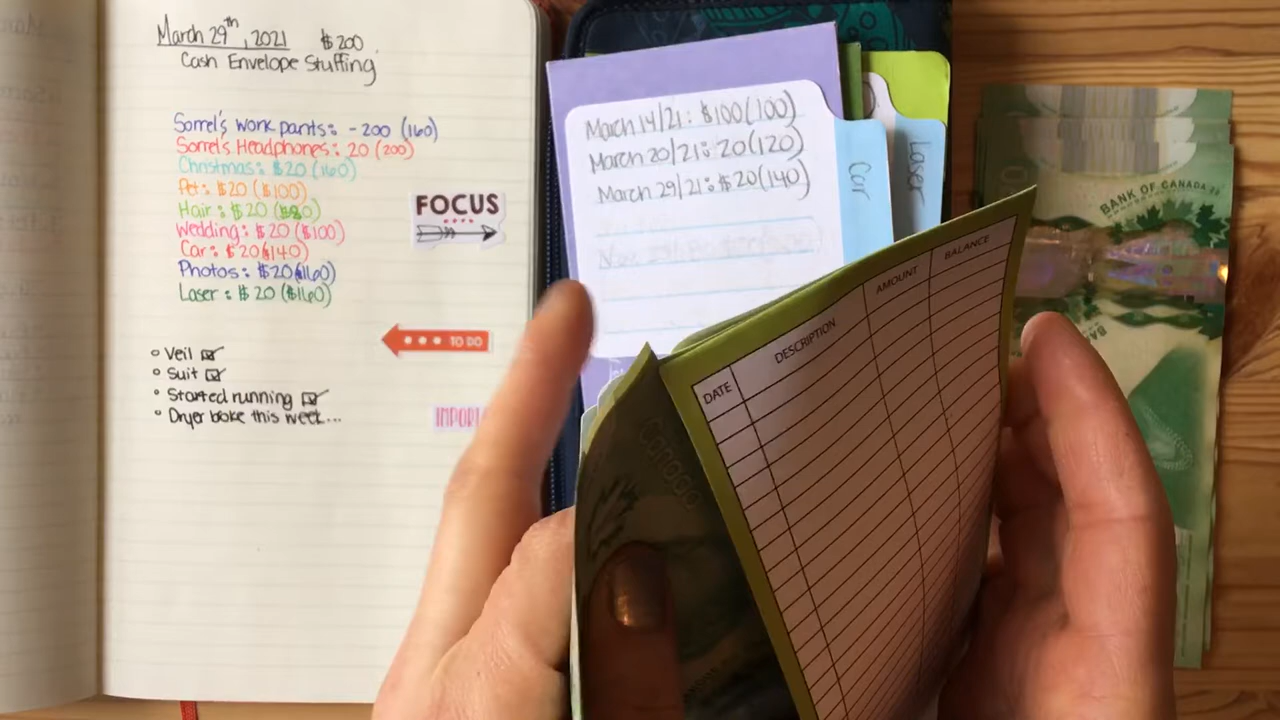 March 29th, 2021 $200
Cash Envelope Stuffing
Sorrel's work pants: -200 (160)
Sorrel's Headphones: 20 (200)
Christmas: $20 (160)
Pet: $20 ($100)
Hair: $20 ($80)
Wedding: $20 ($100)
Car: $20 ($140)
Photos: $20 ($160)
Laser: $20 ($160)
FOCUS
TO DO
Veil
Suit
Started running
Dryer boke this week...
March 14/21: $100 (100)
March 20/21: 20 (120)
March 29/21: $20 (140)
Car
Laser
DATE DESCRIPTION AMOUNT BALANCE
Canada
BANK OF CANADA